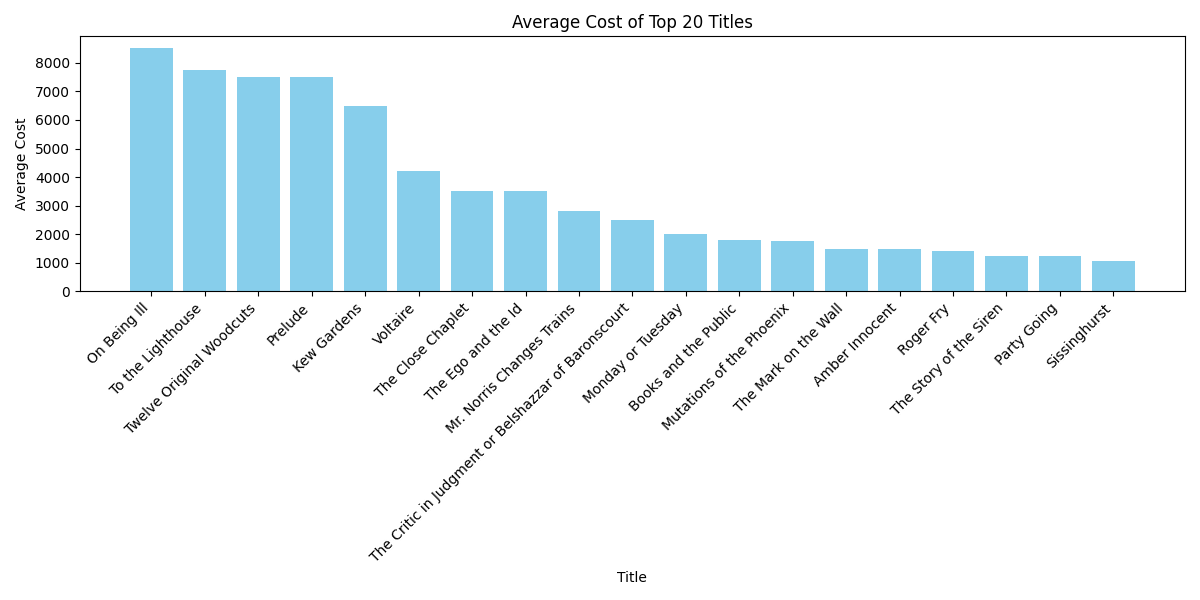 Average Cost of Top 20 Titles
Average Cost
8000
7000
6000
5000
4000
3000
2000
1000
0
On Being Ill
To the Lighthouse
Twelve Original Woodcuts
Prelude
Kew Gardens
Voltaire
The Close Chaplet
The Ego and the Id
Mr. Norris Changes Trains
The Critic in Judgment or Belshazzar of Baronscourt
Monday or Tuesday
Books and the Public
Mutations of the Phoenix
The Mark on the Wall
Amber Innocent
Roger Fry
The Story of the Siren
Party Going
Sissinghurst
Title